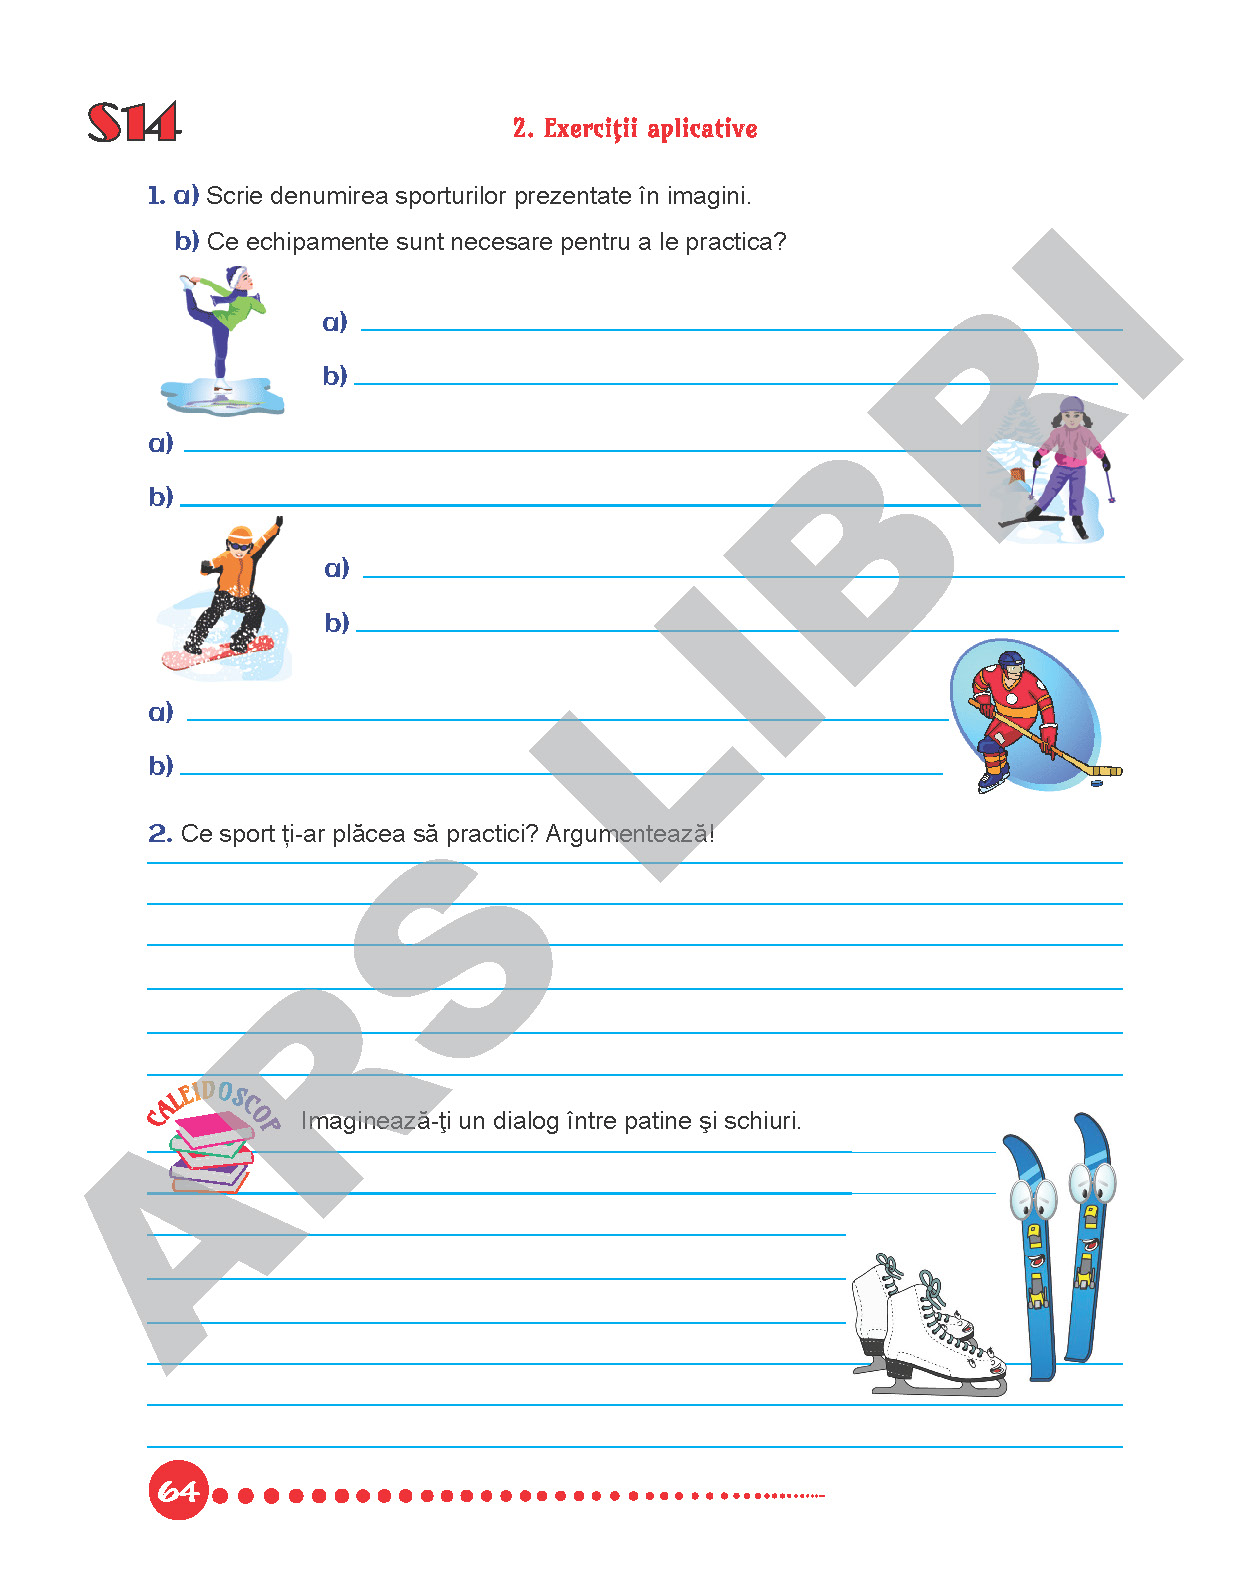 S14
2. Exerciţii aplicative
1. a) Scrie denumirea sporturilor prezentate în imagini.
b) Ce echipamente sunt necesare pentru a le practica?
a)
b)
a)
b)
a)
b)
a)
b)
2. Ce sport ți-ar plăcea să practici? Argumentează!
CALEIDOSCOP
Imaginează-ţi un dialog între patine şi schiuri.
64
ARS LIBRI